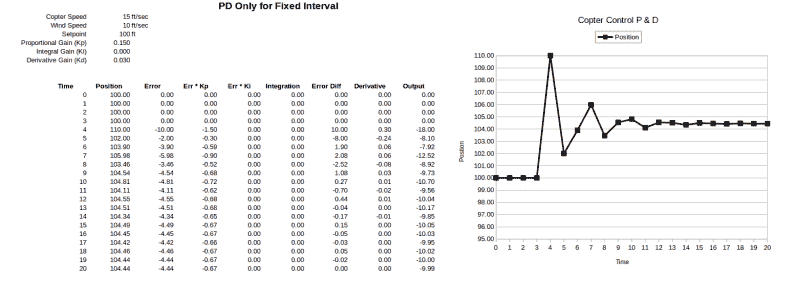 PD Only for Fixed Interval
Copter Speed 15 ft/sec
Wind Speed 10 ft/sec
Setpoint 100 ft
Proportional Gain (Kp) 0.150
Integral Gain (Ki) 0.000
Derivative Gain (Kd) 0.030
Time Position Error Err * Kp Err * Ki Integration Error Diff Derivative Output
0 100.00 0.00 0.00 0.00 0.00 0.00 0.00 0.00
1 100.00 0.00 0.00 0.00 0.00 0.00 0.00 0.00
2 100.00 0.00 0.00 0.00 0.00 0.00 0.00 0.00
3 100.00 0.00 0.00 0.00 0.00 0.00 0.00 0.00
4 110.00 -10.00 -1.50 0.00 0.00 10.00 0.30 -18.00
5 102.00 -2.00 -0.30 0.00 0.00 -8.00 -0.24 -8.10
6 103.90 -3.90 -0.59 0.00 0.00 1.90 0.06 -7.92
7 105.98 -5.98 -0.90 0.00 0.00 2.08 0.06 -12.52
8 103.46 -3.46 -0.52 0.00 0.00 -2.52 -0.08 -8.92
9 104.54 -4.54 -0.68 0.00 0.00 1.08 0.03 -9.73
10 104.81 -4.81 -0.72 0.00 0.00 0.27 0.01 -10.70
11 104.11 -4.11 -0.62 0.00 0.00 -0.70 -0.02 -9.56
12 104.55 -4.55 -0.68 0.00 0.00 0.44 0.01 -10.04
13 104.51 -4.51 -0.68 0.00 0.00 -0.04 0.00 -10.17
14 104.34 -4.34 -0.65 0.00 0.00 -0.17 -0.01 -9.85
15 104.49 -4.49 -0.67 0.00 0.00 0.15 0.00 -10.05
16 104.45 -4.45 -0.67 0.00 0.00 -0.05 0.00 -10.03
17 104.42 -4.42 -0.66 0.00 0.00 -0.03 0.00 -9.95
18 104.46 -4.46 -0.67 0.00 0.00 0.05 0.00 -10.02
19 104.44 -4.44 -0.67 0.00 0.00 -0.02 0.00 -10.00
20 104.44 -4.44 -0.67 0.00 0.00 0.00 0.00 -9.99
Copter Control P & D
Position
110.00
109.00
108.00
107.00
106.00
105.00
104.00
103.00
102.00
101.00
100.00
99.00
98.00
97.00
96.00
95.00
Position
0 1 2 3 4 5 6 7 8 9 10 11 12 13 14 15 16 17 18 19 20
Time